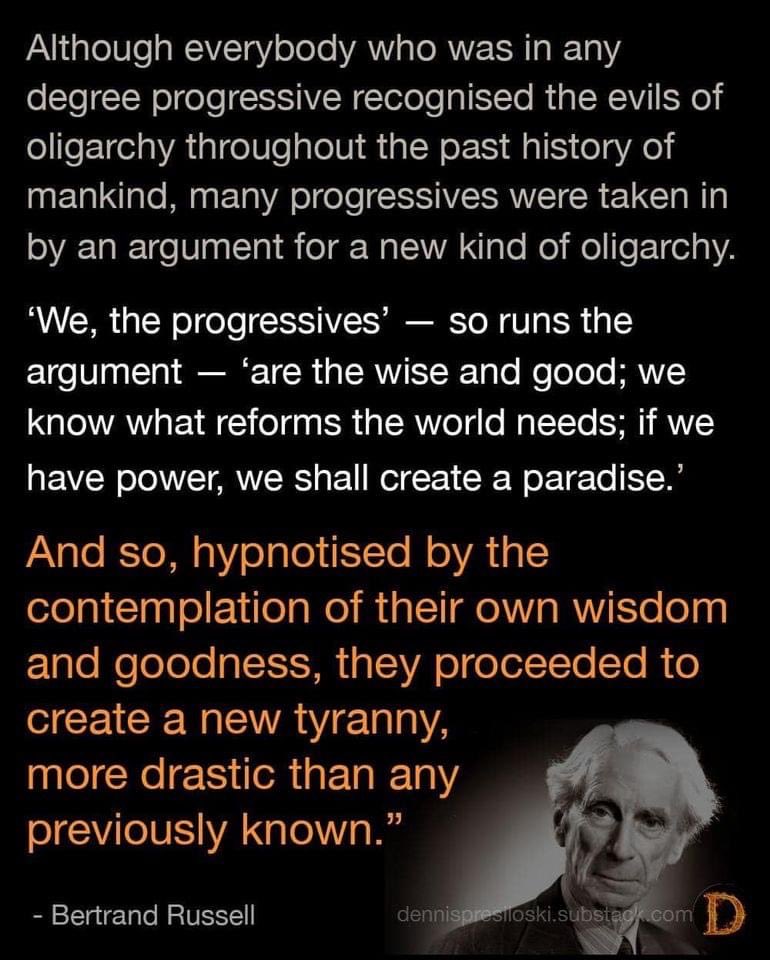 Although everybody who was in any
degree progressive recognised the evils of
oligarchy throughout the past history of
mankind, many progressives were taken in
by an argument for a new kind of oligarchy.
‘We, the progressives’ — so runs the
argument — ‘are the wise and good; we
know what reforms the world needs; if we
have power, we shall create a paradise.’
And so, hypnotised by the
contemplation of their own wisdom
and goodness, they proceeded to
create a new tyranny,
more drastic than any
previously known.”
- Bertrand Russell
dennispresiloski.substack.com D